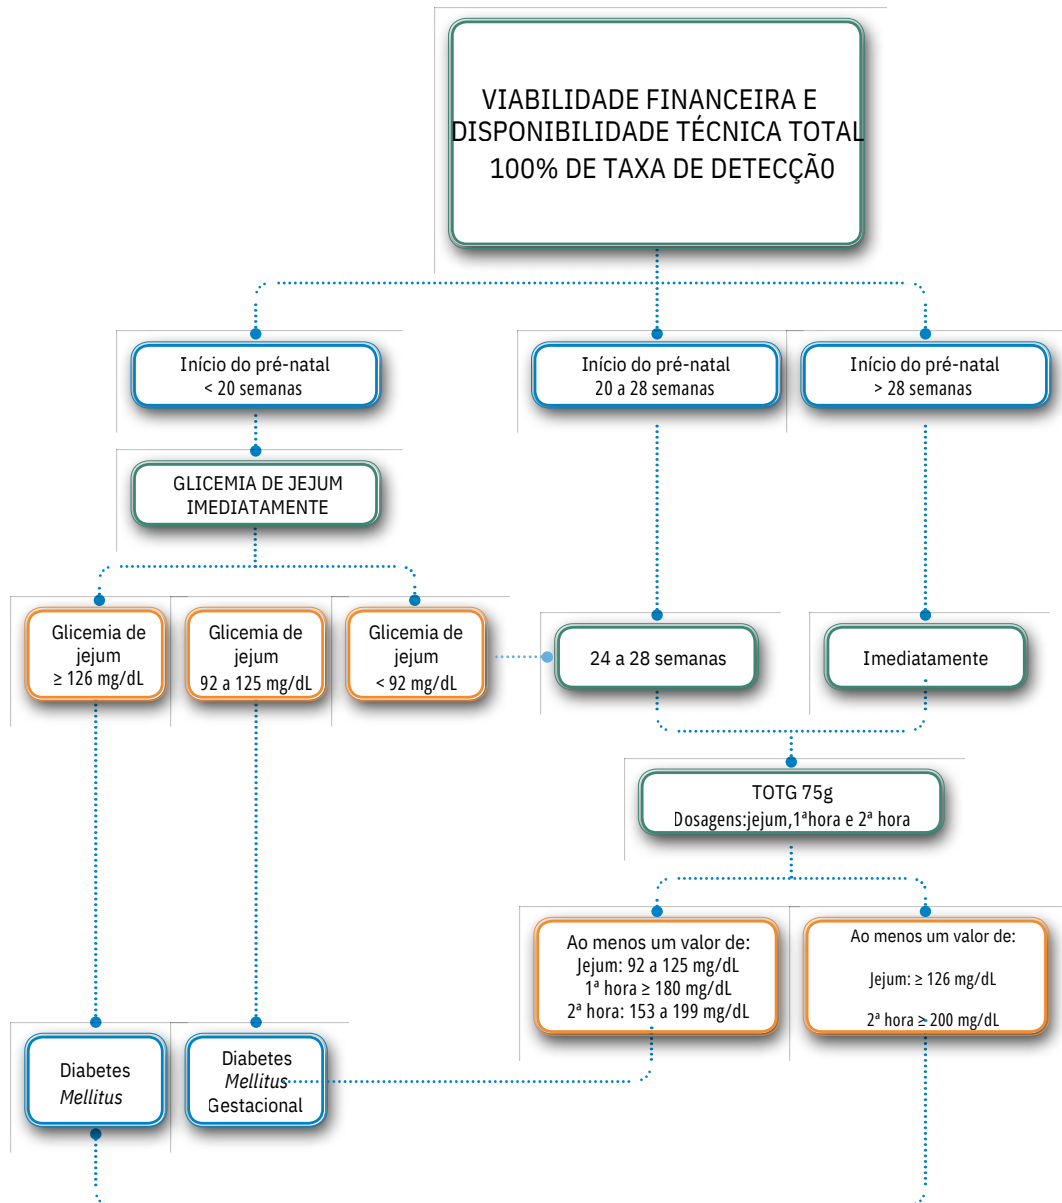 VIABILIDADE FINANCEIRA E
DISPONIBILIDADE TÉCNICA TOTAL
100% DE TAXA DE DETECÇÃO
Início do pré-natal
< 20 semanas
Início do pré-natal
20 a 28 semanas
Início do pré-natal
> 28 semanas
GLICEMIA DE JEJUM
IMEDIATAMENTE
Glicemia de
jejum
≥ 126 mg/dL
Glicemia de
jejum
92 a 125 mg/dL
Glicemia de
jejum
< 92 mg/dL
24 a 28 semanas
Imediatamente
TOTG 75g
Dosagens:jejum,1ªhora e 2ª hora
Ao menos um valor de:
Jejum: 92 a 125 mg/dL
1ª hora ≥ 180 mg/dL
2ª hora: 153 a 199 mg/dL
Ao menos um valor de:
Jejum: ≥ 126 mg/dL
2ª hora ≥ 200 mg/dL
Diabetes
Mellitus
Diabetes
Mellitus
Gestacional